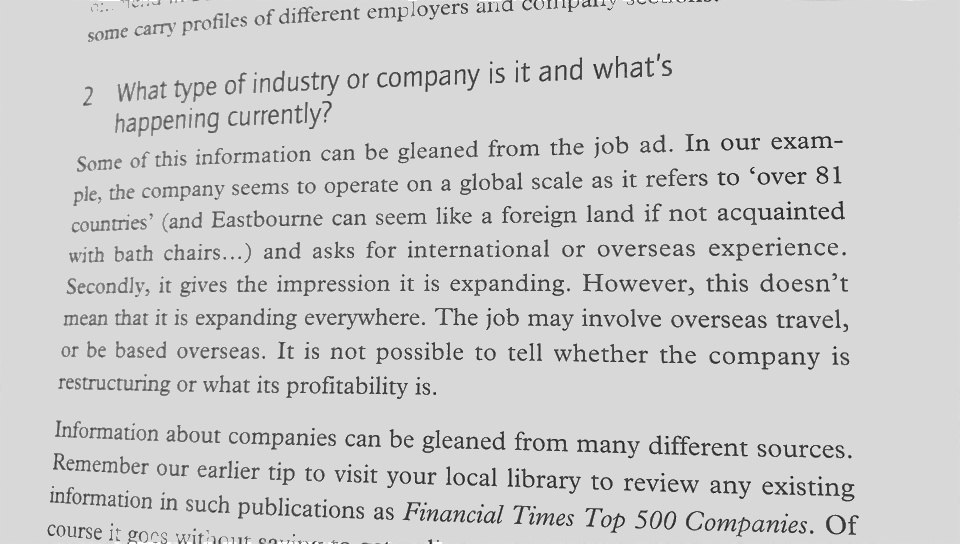 some carry profiles of different employers and company sections.
2 What type of industry or company is it and what's
happening currently?
Some of this information can be gleaned from the job ad. In our exam-
ple, the company seems to operate on a global scale as it refers to ‘over 81
countries’ (and Eastbourne can seem like a foreign land if not acquainted
with bath chairs...) and asks for international or overseas experience.
Secondly, it gives the impression it is expanding. However, this doesn’t
mean that it is expanding everywhere. The job may involve overseas travel,
or be based overseas. It is not possible to tell whether the company is
restructuring or what its profitability is.
Information about companies can be gleaned from many different sources.
Remember our earlier tip to visit your local library to review any existing
information in such publications as Financial Times Top 500 Companies. Of
course it goes without saying to